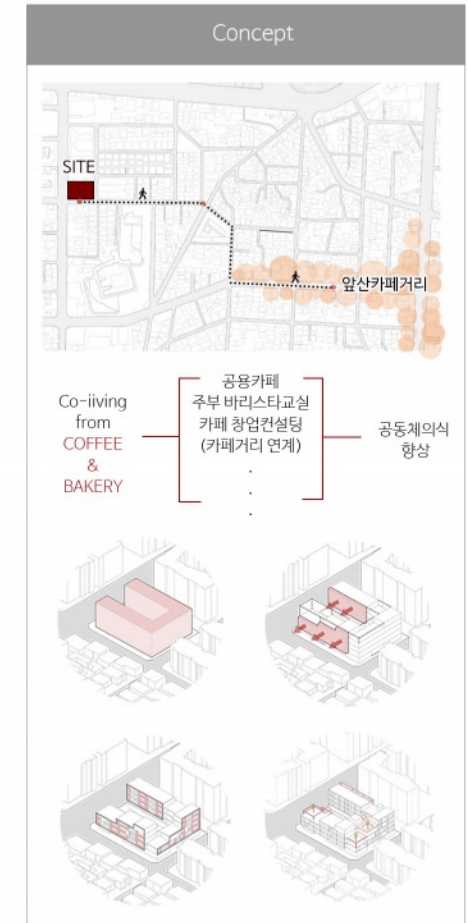 Concept
SITE
앞산카페거리
Co-iiving
from
COFFEE
&
BAKERY
공용카페
주부 바리스타교실
카페 창업컨설팅
(카페거리 연계)
.
.
.
공동체의식
향상